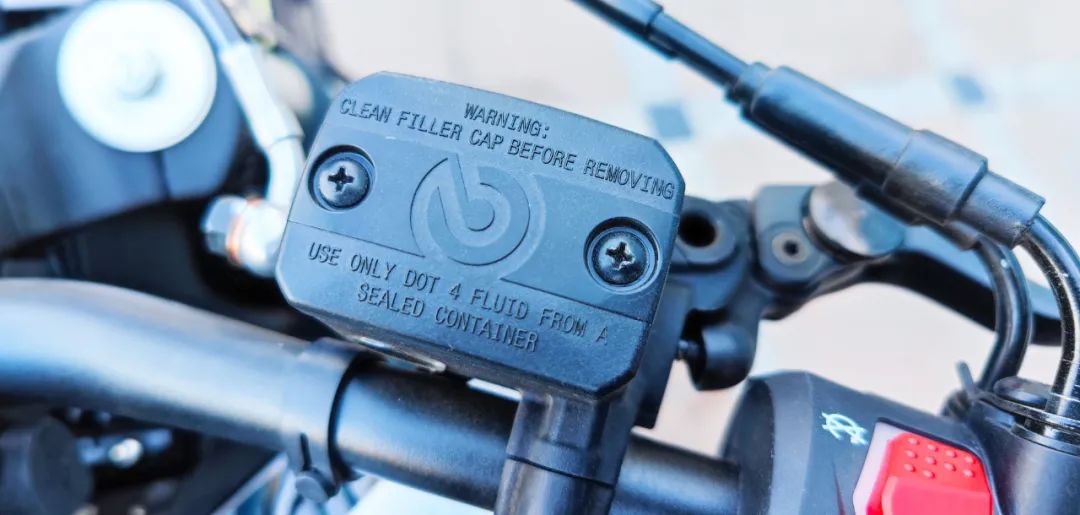 WARNING:
CLEAN FILLER CAP BEFORE REMOVING
USE ONLY DOT 4 FLUID FROM A
SEALED CONTAINER